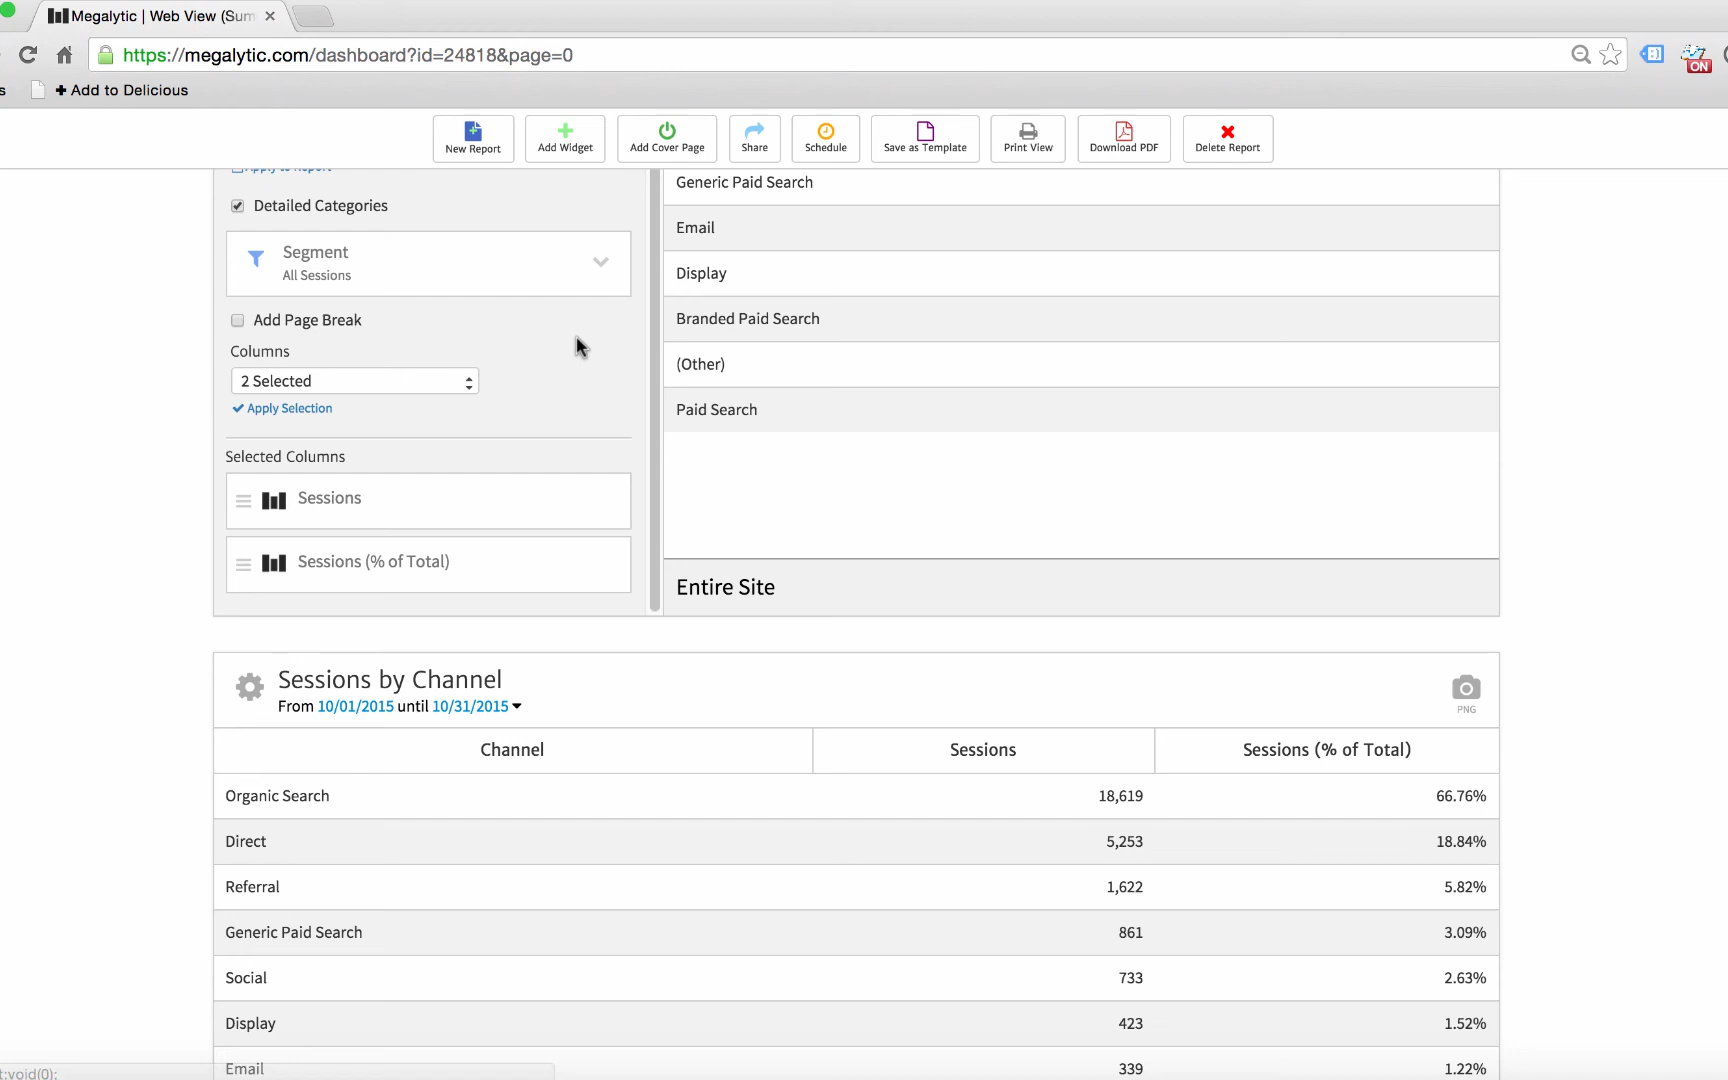 Megalytic | Web View (Sum
https://megalytic.com/dashboard?id=24818&page=0
ON
s
+ Add to Delicious
New Report
Add Widget
Add Cover Page
Share
Schedule
Save as Template
Print View
Download PDF
Delete Report
Apply to Report
Detailed Categories
Segment
All Sessions
Add Page Break
Columns
2 Selected
Apply Selection
Selected Columns
Sessions
Sessions (% of Total)
Generic Paid Search
Email
Display
Branded Paid Search
(Other)
Paid Search
Entire Site
Sessions by Channel
From 10/01/2015 until 10/31/2015
PNG
Channel Sessions Sessions (% of Total)
Organic Search 18,619 66.76%
Direct 5,253 18.84%
Referral 1,622 5.82%
Generic Paid Search 861 3.09%
Social 733 2.63%
Display 423 1.52%
Email 339 1.22%
t:void(0);